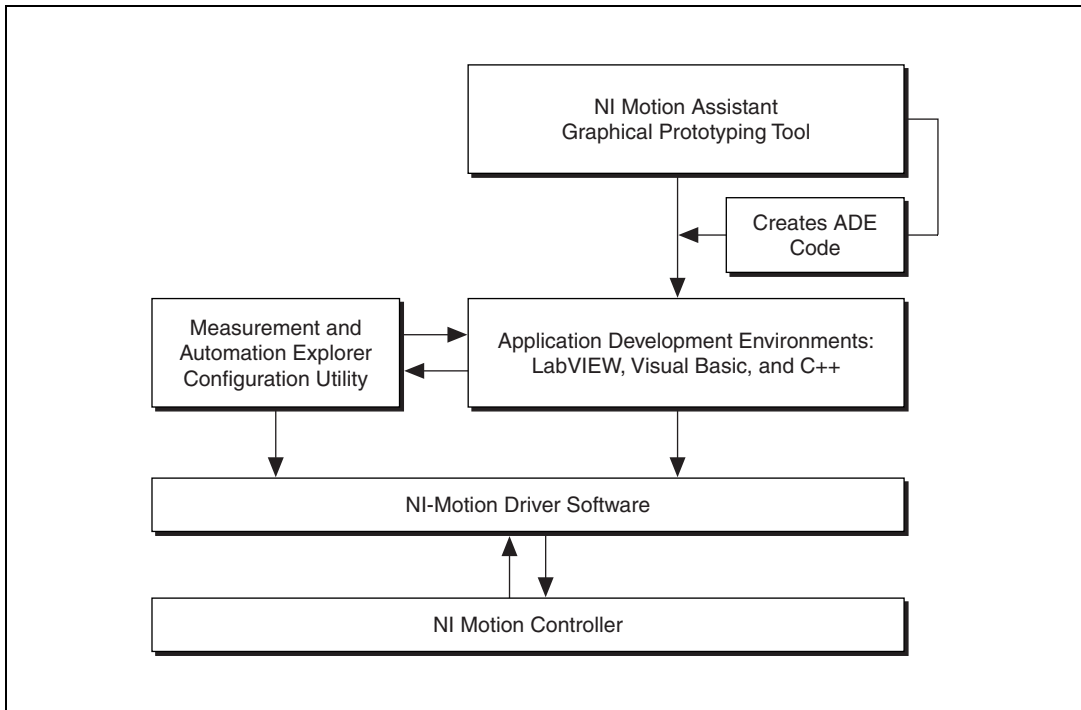 NI Motion Assistant
Graphical Prototyping Tool
Creates ADE
Code
Measurement and
Automation Explorer
Configuration Utility
Application Development Environments:
LabVIEW, Visual Basic, and C++
NI-Motion Driver Software
NI Motion Controller